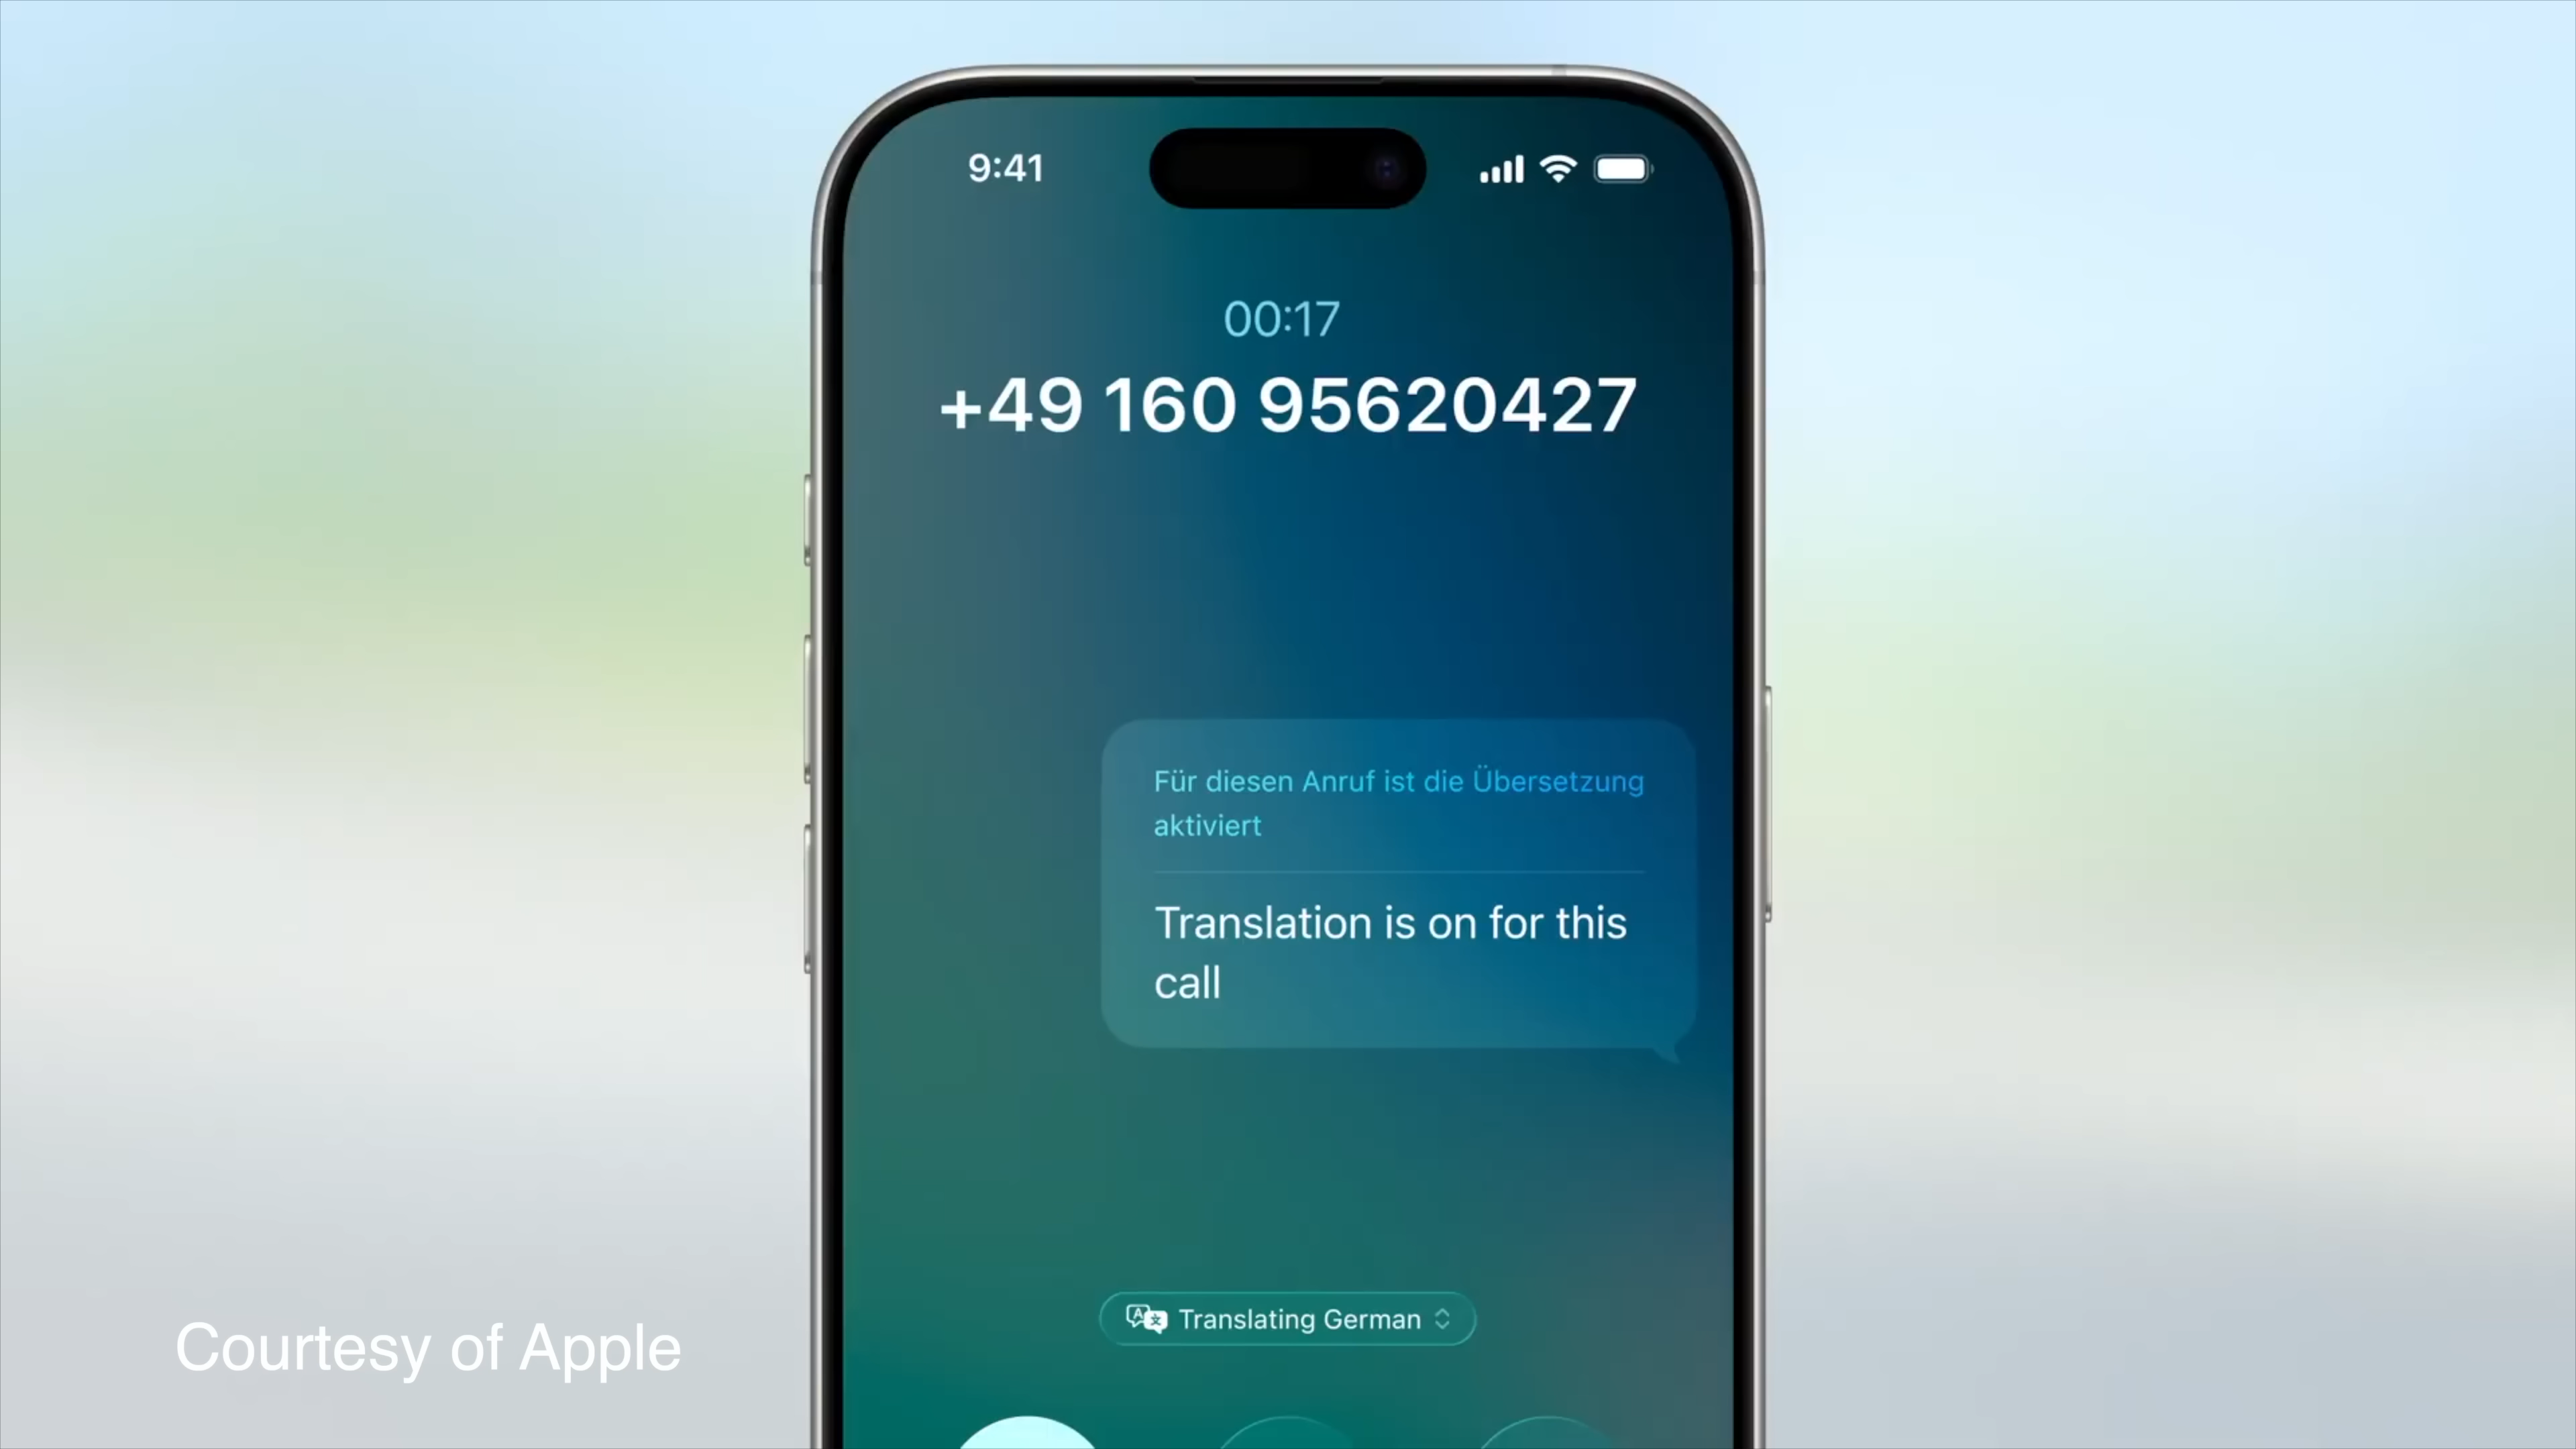 9:41
00:17
+49 160 95620427
Für diesen Anruf ist die Übersetzung
aktiviert
Translation is on for this
call
Translating German
Courtesy of Apple